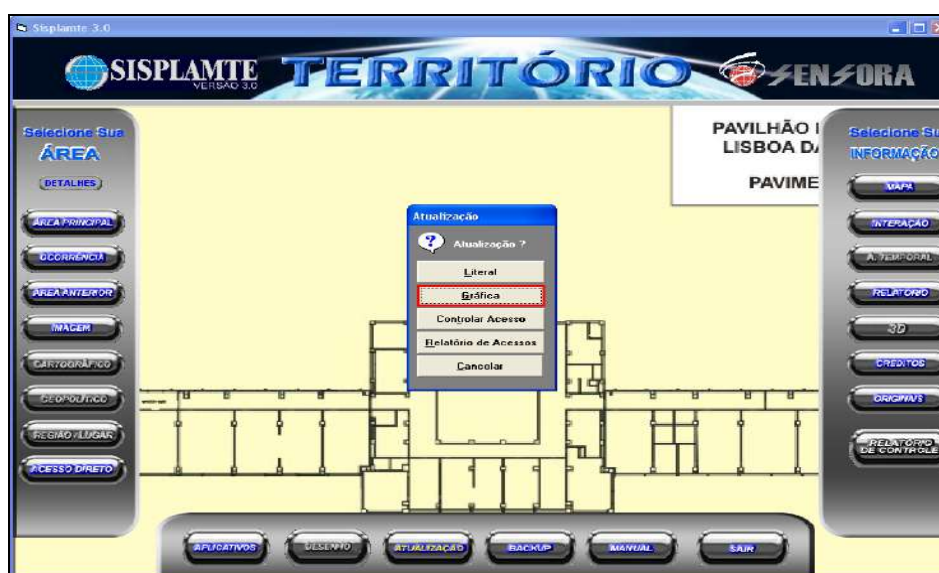 Sisplamte 3.0
SISPLAMTE
VERSAO 3.0
TERRITÓRIO
SENSORA
Selecione Sua
ÁREA
DETALHES
ÁREA PRINCIPAL
OCORRÊNCIA
ÁREA ANTERIOR
IMAGEM
CARTOGRÁFICO
GEOPOLÍTICO
REGIÃO / LUGAR
ACESSO DIRETO
PAVILHÃO
LISBOA DA
PAVIME
Atualização
Atualização ?
Literal
Gráfica
Controlar Acesso
Relatório de Acessos
Cancelar
Selecione Su
INFORMAÇÃO
MAPA
INTERAÇÃO
A. TEMPORAL
RELATÓRIO
3D
CRÉDITOS
ORIGINAIS
RELATÓRIO
DE CONTROLE
APLICATIVOS
DESENHO
ATUALIZAÇÃO
BACKUP
MANUAL
SAIR